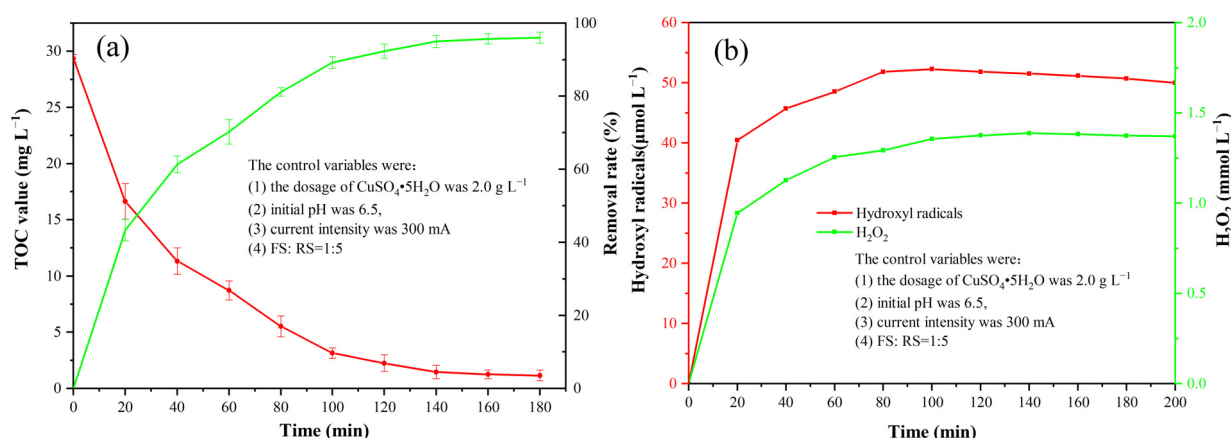 (a)
TOC value (mg L⁻¹)
30
25
20
15
10
5
0
100
80
60
40
20
0
Removal rate (%)
The control variables were:
(1) the dosage of CuSO₄•5H₂O was 2.0 g L⁻¹
(2) initial pH was 6.5,
(3) current intensity was 300 mA
(4) FS: RS=1:5
0 20 40 60 80 100 120 140 160 180
Time (min)
(b)
Hydroxyl radicals(μmol L⁻¹)
60
50
40
30
20
10
0
2.0
1.5
1.0
0.5
0.0
H₂O₂ (mmol L⁻¹)
Hydroxyl radicals
H₂O₂
The control variables were:
(1) the dosage of CuSO₄•5H₂O was 2.0 g L⁻¹
(2) initial pH was 6.5,
(3) current intensity was 300 mA
(4) FS: RS=1:5
0 20 40 60 80 100 120 140 160 180 200
Time (min)